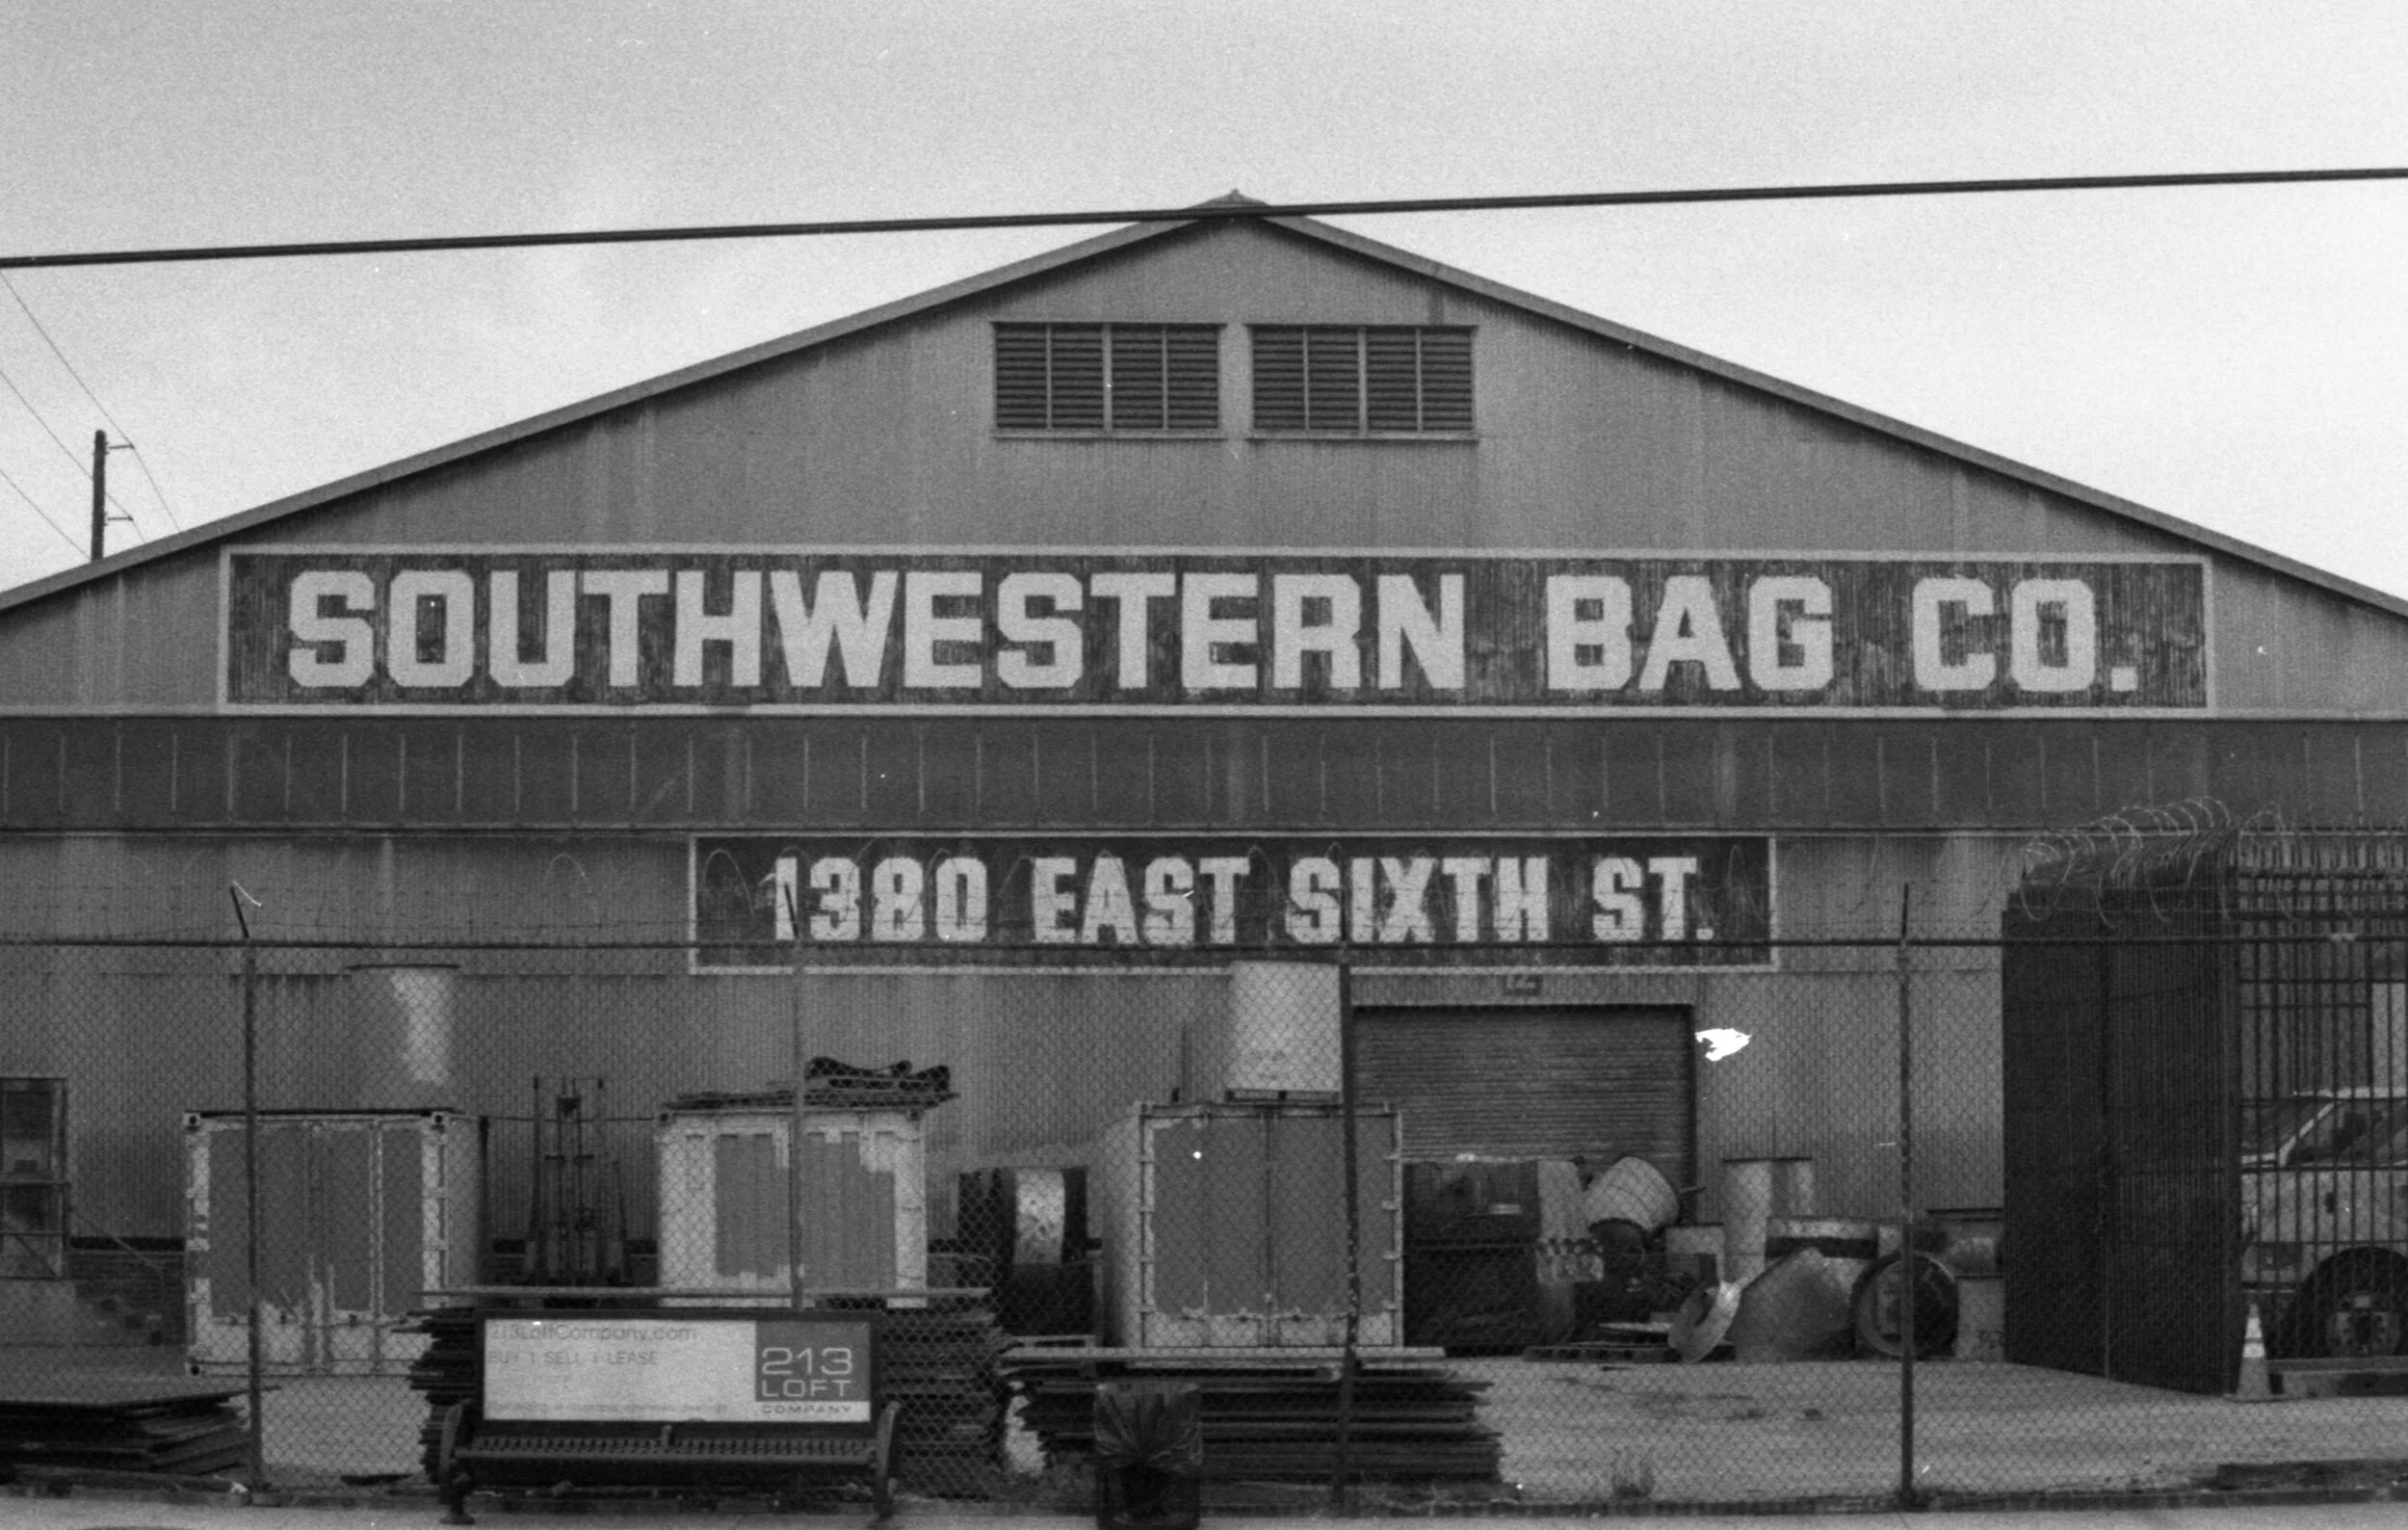 SOUTHWESTERN BAG CO.
1380 EAST SIXTH ST.
213LoftCompany.com
BUY | SELL | LEASE
213
LOFT
COMPANY